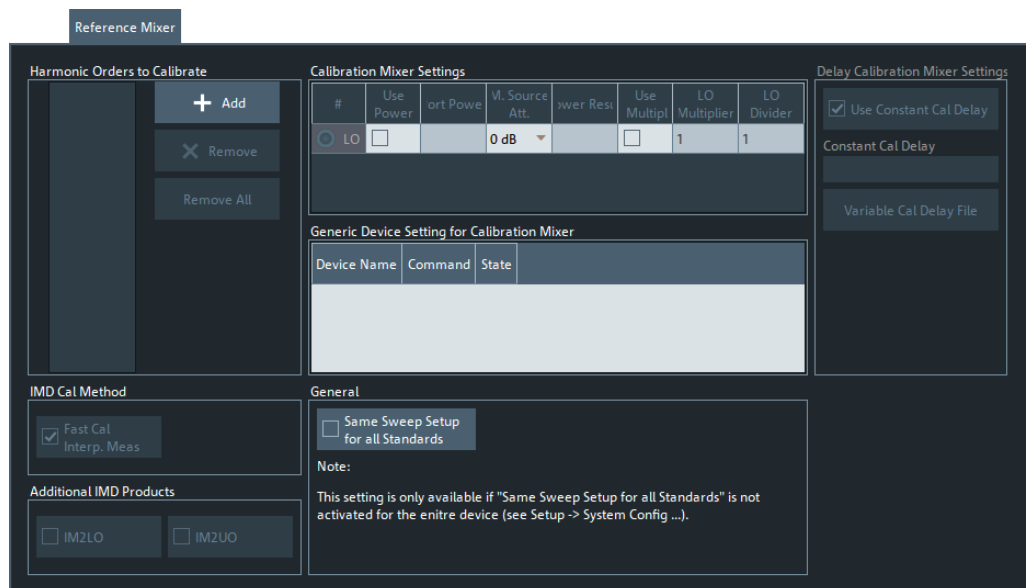 Reference Mixer
Harmonic Orders to Calibrate
Add
Remove
Remove All
Calibration Mixer Settings
# Use Power ort Powe M. Source Att. ower Resu Use Multipl LO Multiplier LO Divider
LO 0 dB 1 1
Generic Device Setting for Calibration Mixer
Device Name Command State
Delay Calibration Mixer Settings
Use Constant Cal Delay
Constant Cal Delay
Variable Cal Delay File
IMD Cal Method
Fast Cal
Interp. Meas
Additional IMD Products
IM2LO IM2UO
General
Same Sweep Setup
for all Standards
Note:
This setting is only available if "Same Sweep Setup for all Standards" is not
activated for the enitre device (see Setup -> System Config ...).